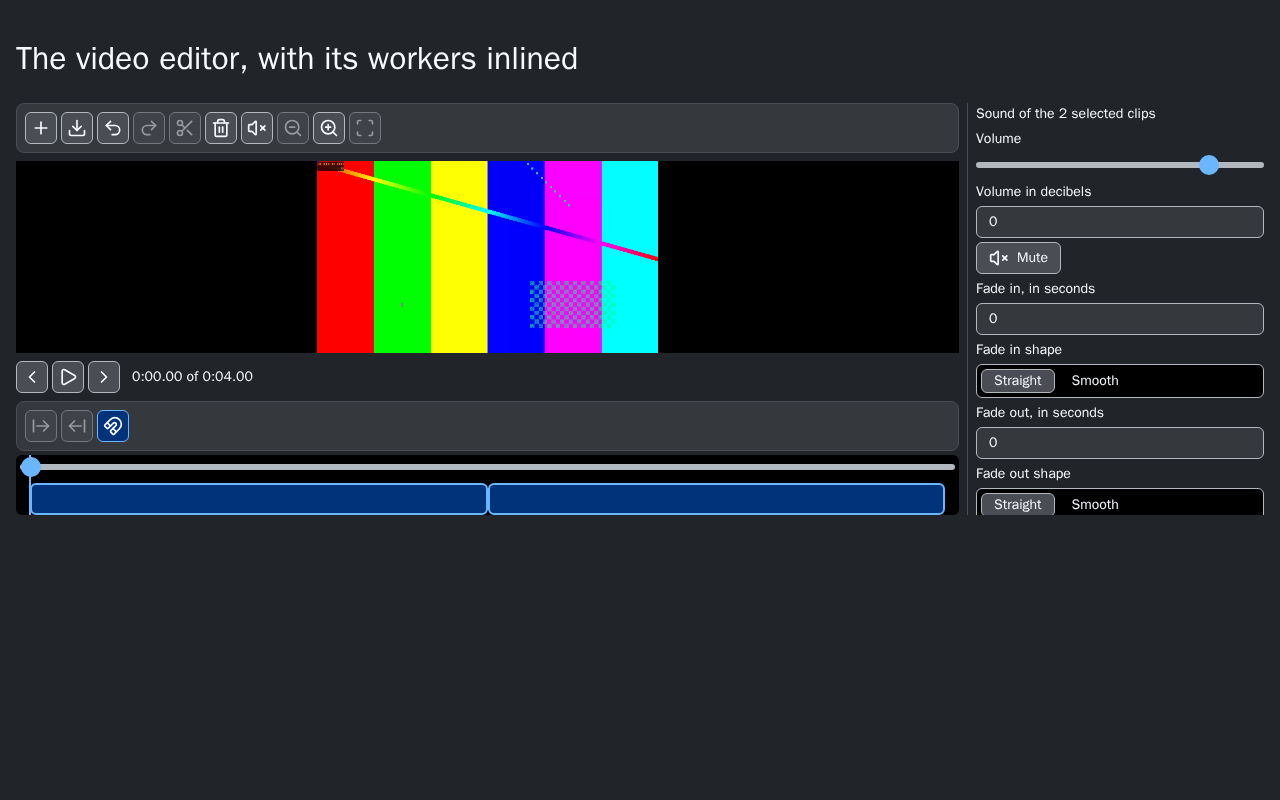 The video editor, with its workers inlined
Sound of the 2 selected clips
Volume
Volume in decibels
0
Mute
Fade in, in seconds
0
Fade in shape
Straight Smooth
Fade out, in seconds
0
Fade out shape
Straight Smooth
0:00.00 of 0:04.00